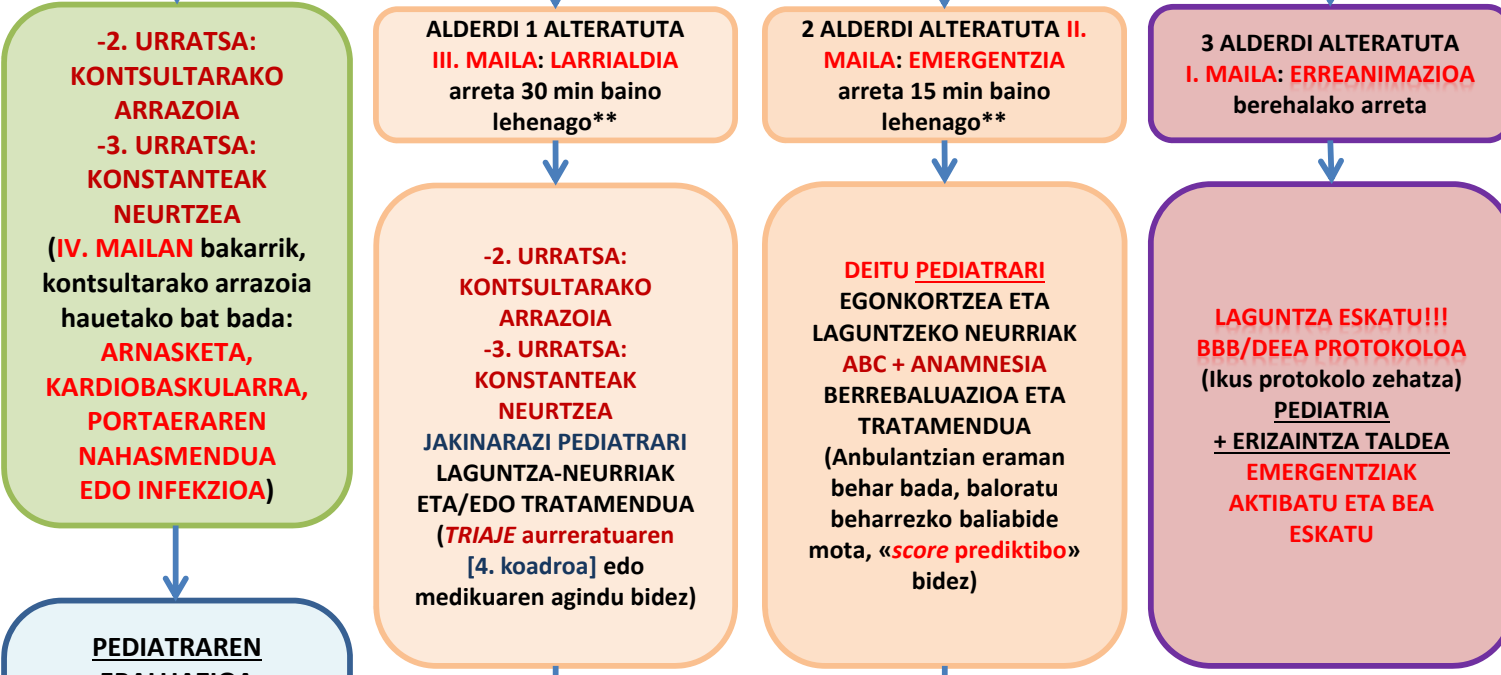 -2. URRATSA:
KONTSULTARAKO
ARRAZOIA
-3. URRATSA:
KONSTANTEAK
NEURTZEA
(IV. MAILAN bakarrik,
kontsultarako arrazoia
hauetako bat bada:
ARNASKETA,
KARDIOBASKULARRA,
PORTAERAREN
NAHASMENDUA
EDO INFEKZIOA)
PEDIATRAREN
EBALUAZIOA
ALDERDI 1 ALTERATUTA
III. MAILA: LARRIALDIA
arreta 30 min baino
lehenago**
-2. URRATSA:
KONTSULTARAKO
ARRAZOIA
-3. URRATSA:
KONSTANTEAK
NEURTZEA
JAKINARAZI PEDIATRARI
LAGUNTZA-NEURRIAK
ETA/EDO TRATAMENDUA
(TRIAJE aurreratuaren
[4. koadroa] edo
medikuaren agindu bidez)
2 ALDERDI ALTERATUTA II.
MAILA: EMERGENTZIA
arreta 15 min baino
lehenago**
DEITU PEDIATRARI
EGONKORTZEA ETA
LAGUNTZEKO NEURRIAK
ABC + ANAMNESIA
BERREBALUAZIOA ETA
TRATAMENDUA
(Anbulantzian eraman
behar bada, baloratu
beharrezko baliabide
mota, «score prediktibo»
bidez)
3 ALDERDI ALTERATUTA
I. MAILA: ERREANIMAZIOA
berehalako arreta
LAGUNTZA ESKATU!!!
BBB/DEEA PROTOKOLOA
(Ikus protokolo zehatza)
PEDIATRIA
+ ERIZAINTZA TALDEA
EMERGENTZIAK
AKTIBATU ETA BEA
ESKATU